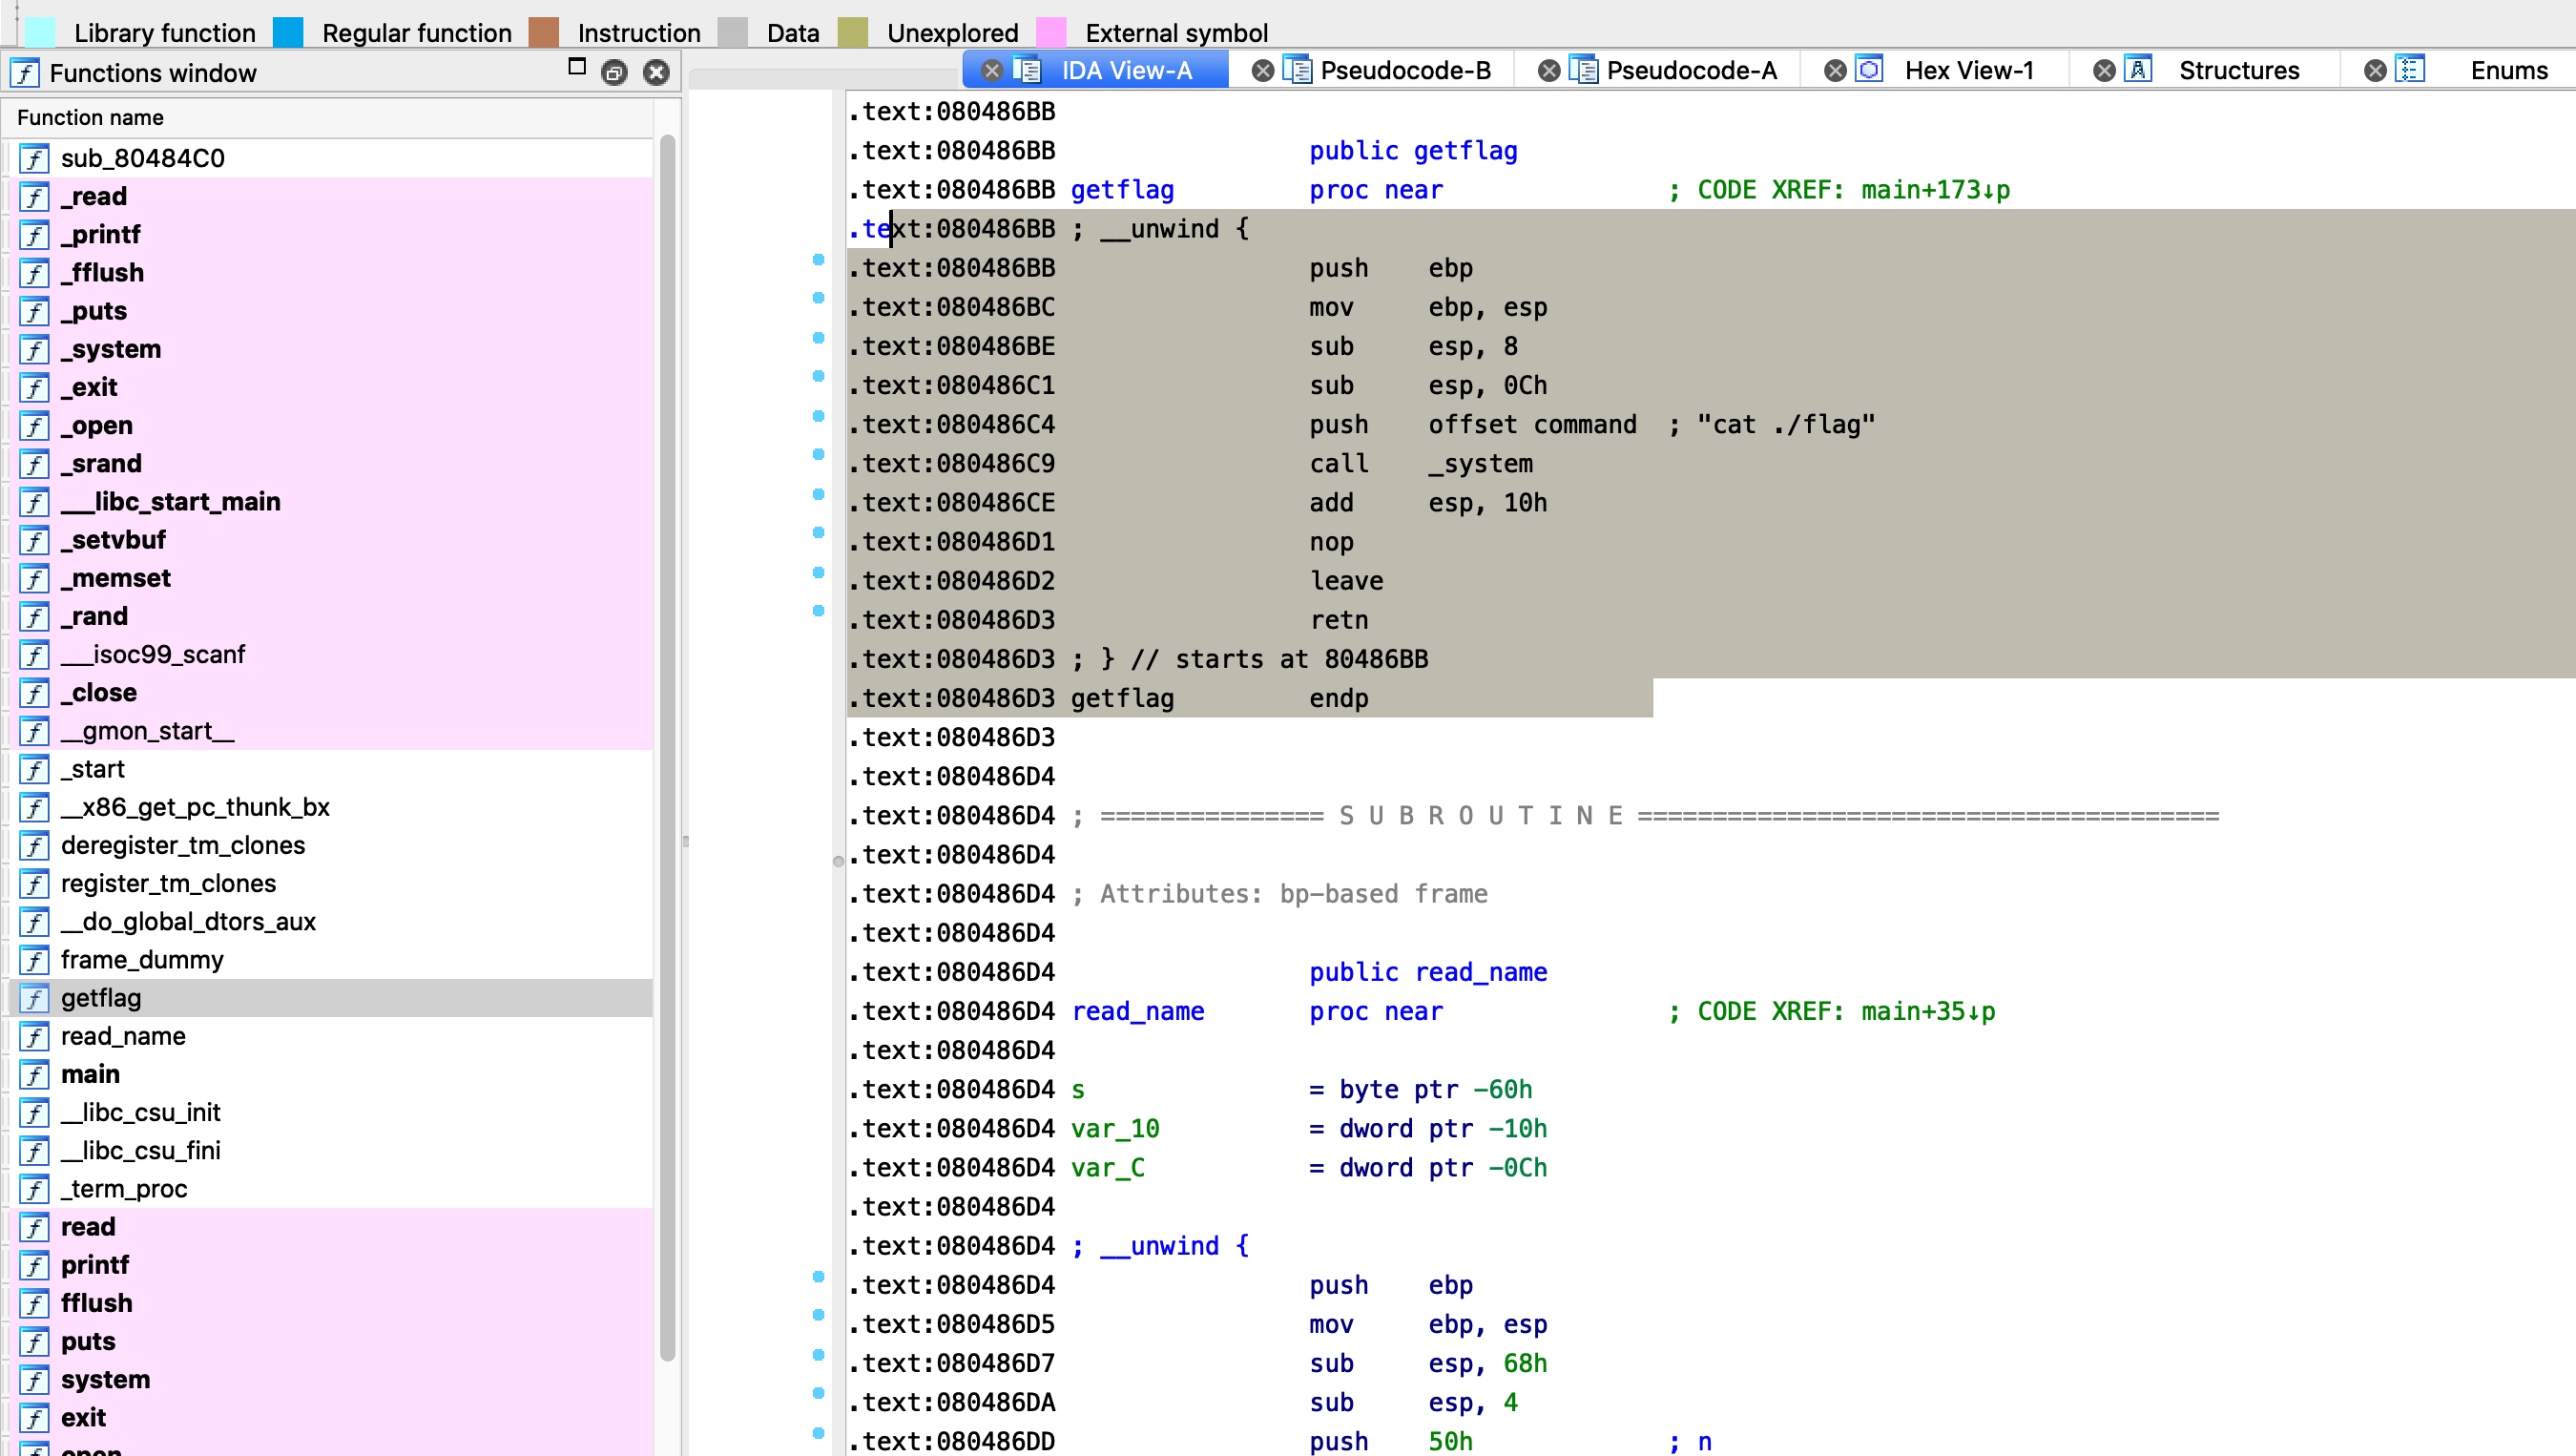 Library function Regular function Instruction Data Unexplored External symbol
Functions window
IDA View-A Pseudocode-B Pseudocode-A Hex View-1 Structures Enums
Function name
sub_80484C0
_read
_printf
_fflush
_puts
_system
_exit
_open
_srand
___libc_start_main
_setvbuf
_memset
_rand
___isoc99_scanf
_close
__gmon_start__
_start
__x86_get_pc_thunk_bx
deregister_tm_clones
register_tm_clones
__do_global_dtors_aux
frame_dummy
getflag
read_name
main
__libc_csu_init
__libc_csu_fini
_term_proc
read
printf
fflush
puts
system
exit
open
.text:080486BB
.text:080486BB public getflag
.text:080486BB getflag proc near ; CODE XREF: main+173↓p
.text:080486BB ; __unwind {
.text:080486BB push ebp
.text:080486BC mov ebp, esp
.text:080486BE sub esp, 8
.text:080486C1 sub esp, 0Ch
.text:080486C4 push offset command ; "cat ./flag"
.text:080486C9 call _system
.text:080486CE add esp, 10h
.text:080486D1 nop
.text:080486D2 leave
.text:080486D3 retn
.text:080486D3 ; } // starts at 80486BB
.text:080486D3 getflag endp
.text:080486D3
.text:080486D4
.text:080486D4 ; =============== S U B R O U T I N E =======================================
.text:080486D4
.text:080486D4 ; Attributes: bp-based frame
.text:080486D4
.text:080486D4 public read_name
.text:080486D4 read_name proc near ; CODE XREF: main+35↓p
.text:080486D4
.text:080486D4 s = byte ptr -60h
.text:080486D4 var_10 = dword ptr -10h
.text:080486D4 var_C = dword ptr -0Ch
.text:080486D4
.text:080486D4 ; __unwind {
.text:080486D4 push ebp
.text:080486D5 mov ebp, esp
.text:080486D7 sub esp, 68h
.text:080486DA sub esp, 4
.text:080486DD push 50h ; n